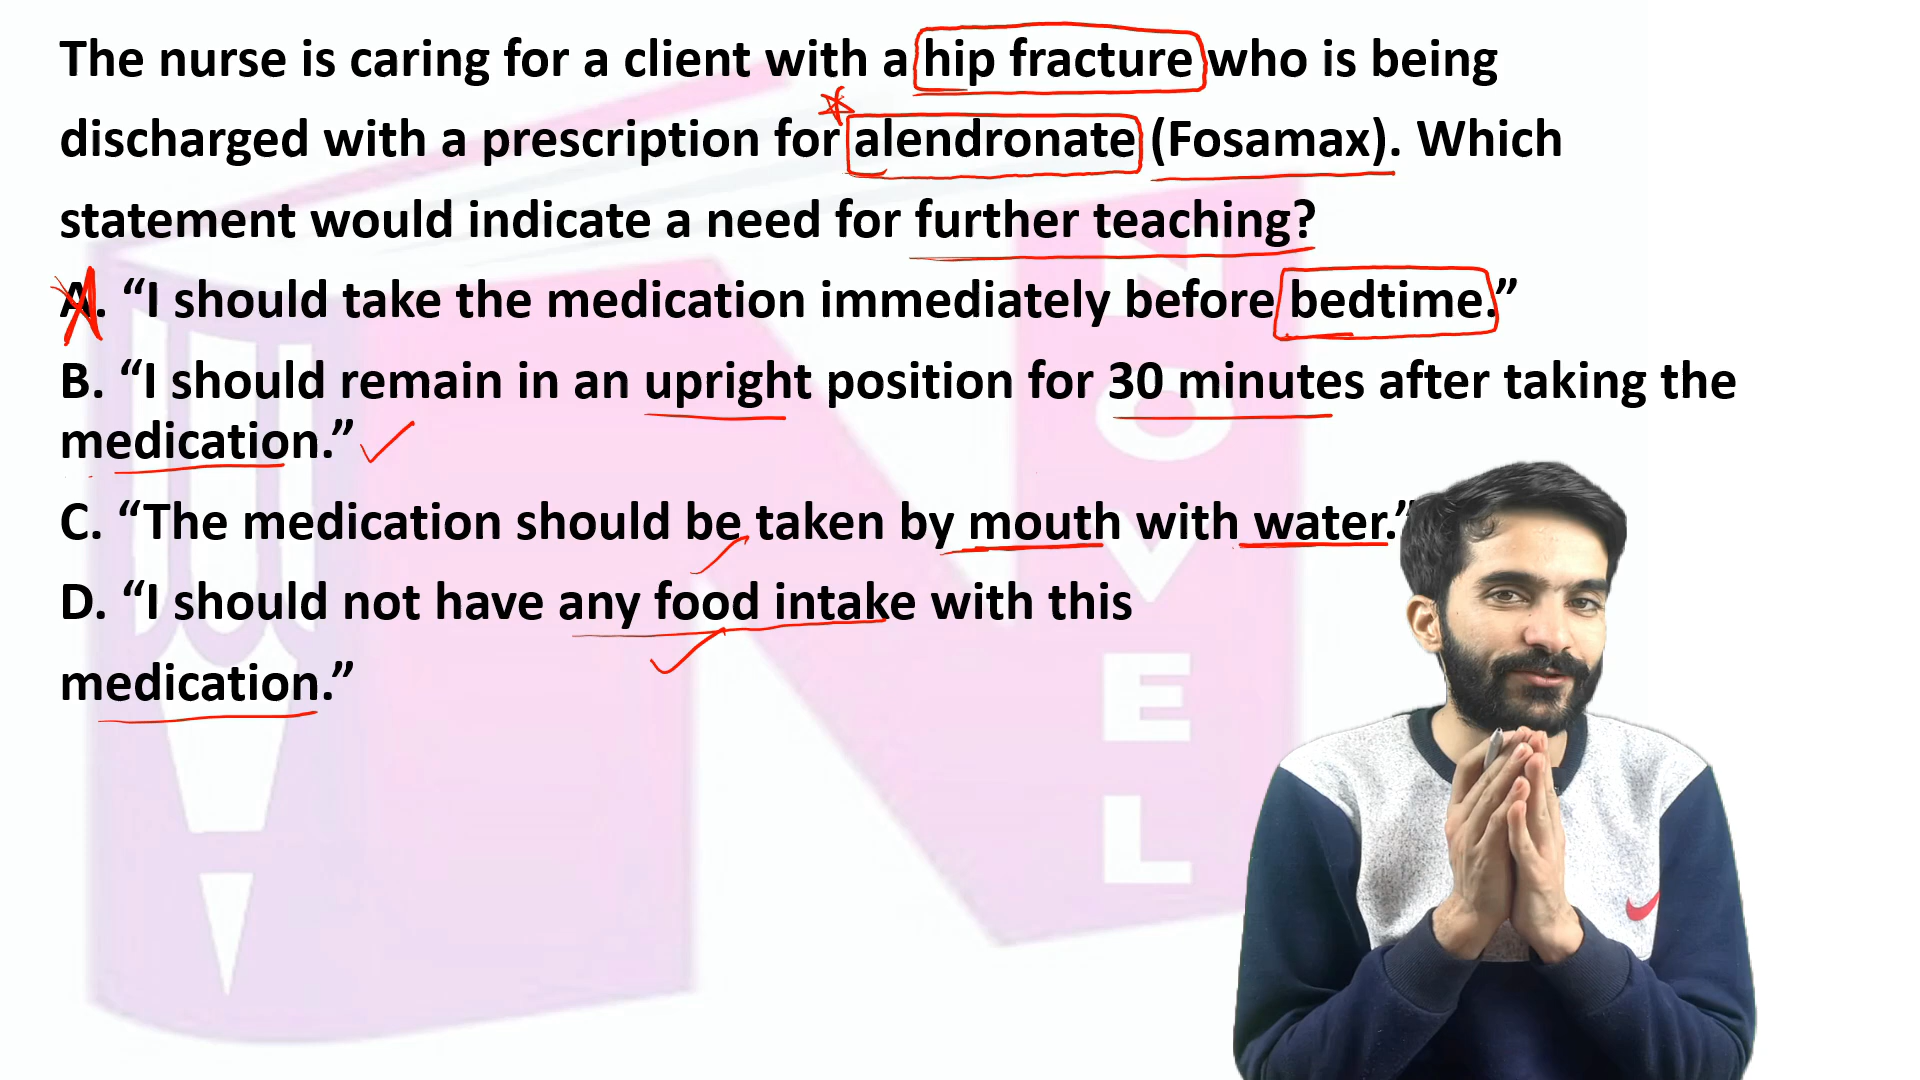 The nurse is caring for a client with a hip fracture who is being
discharged with a prescription for alendronate (Fosamax). Which
statement would indicate a need for further teaching?
A. “I should take the medication immediately before bedtime.”
B. “I should remain in an upright position for 30 minutes after taking the
medication.”
C. “The medication should be taken by mouth with water.”
D. “I should not have any food intake with this
medication.”
NOVEL